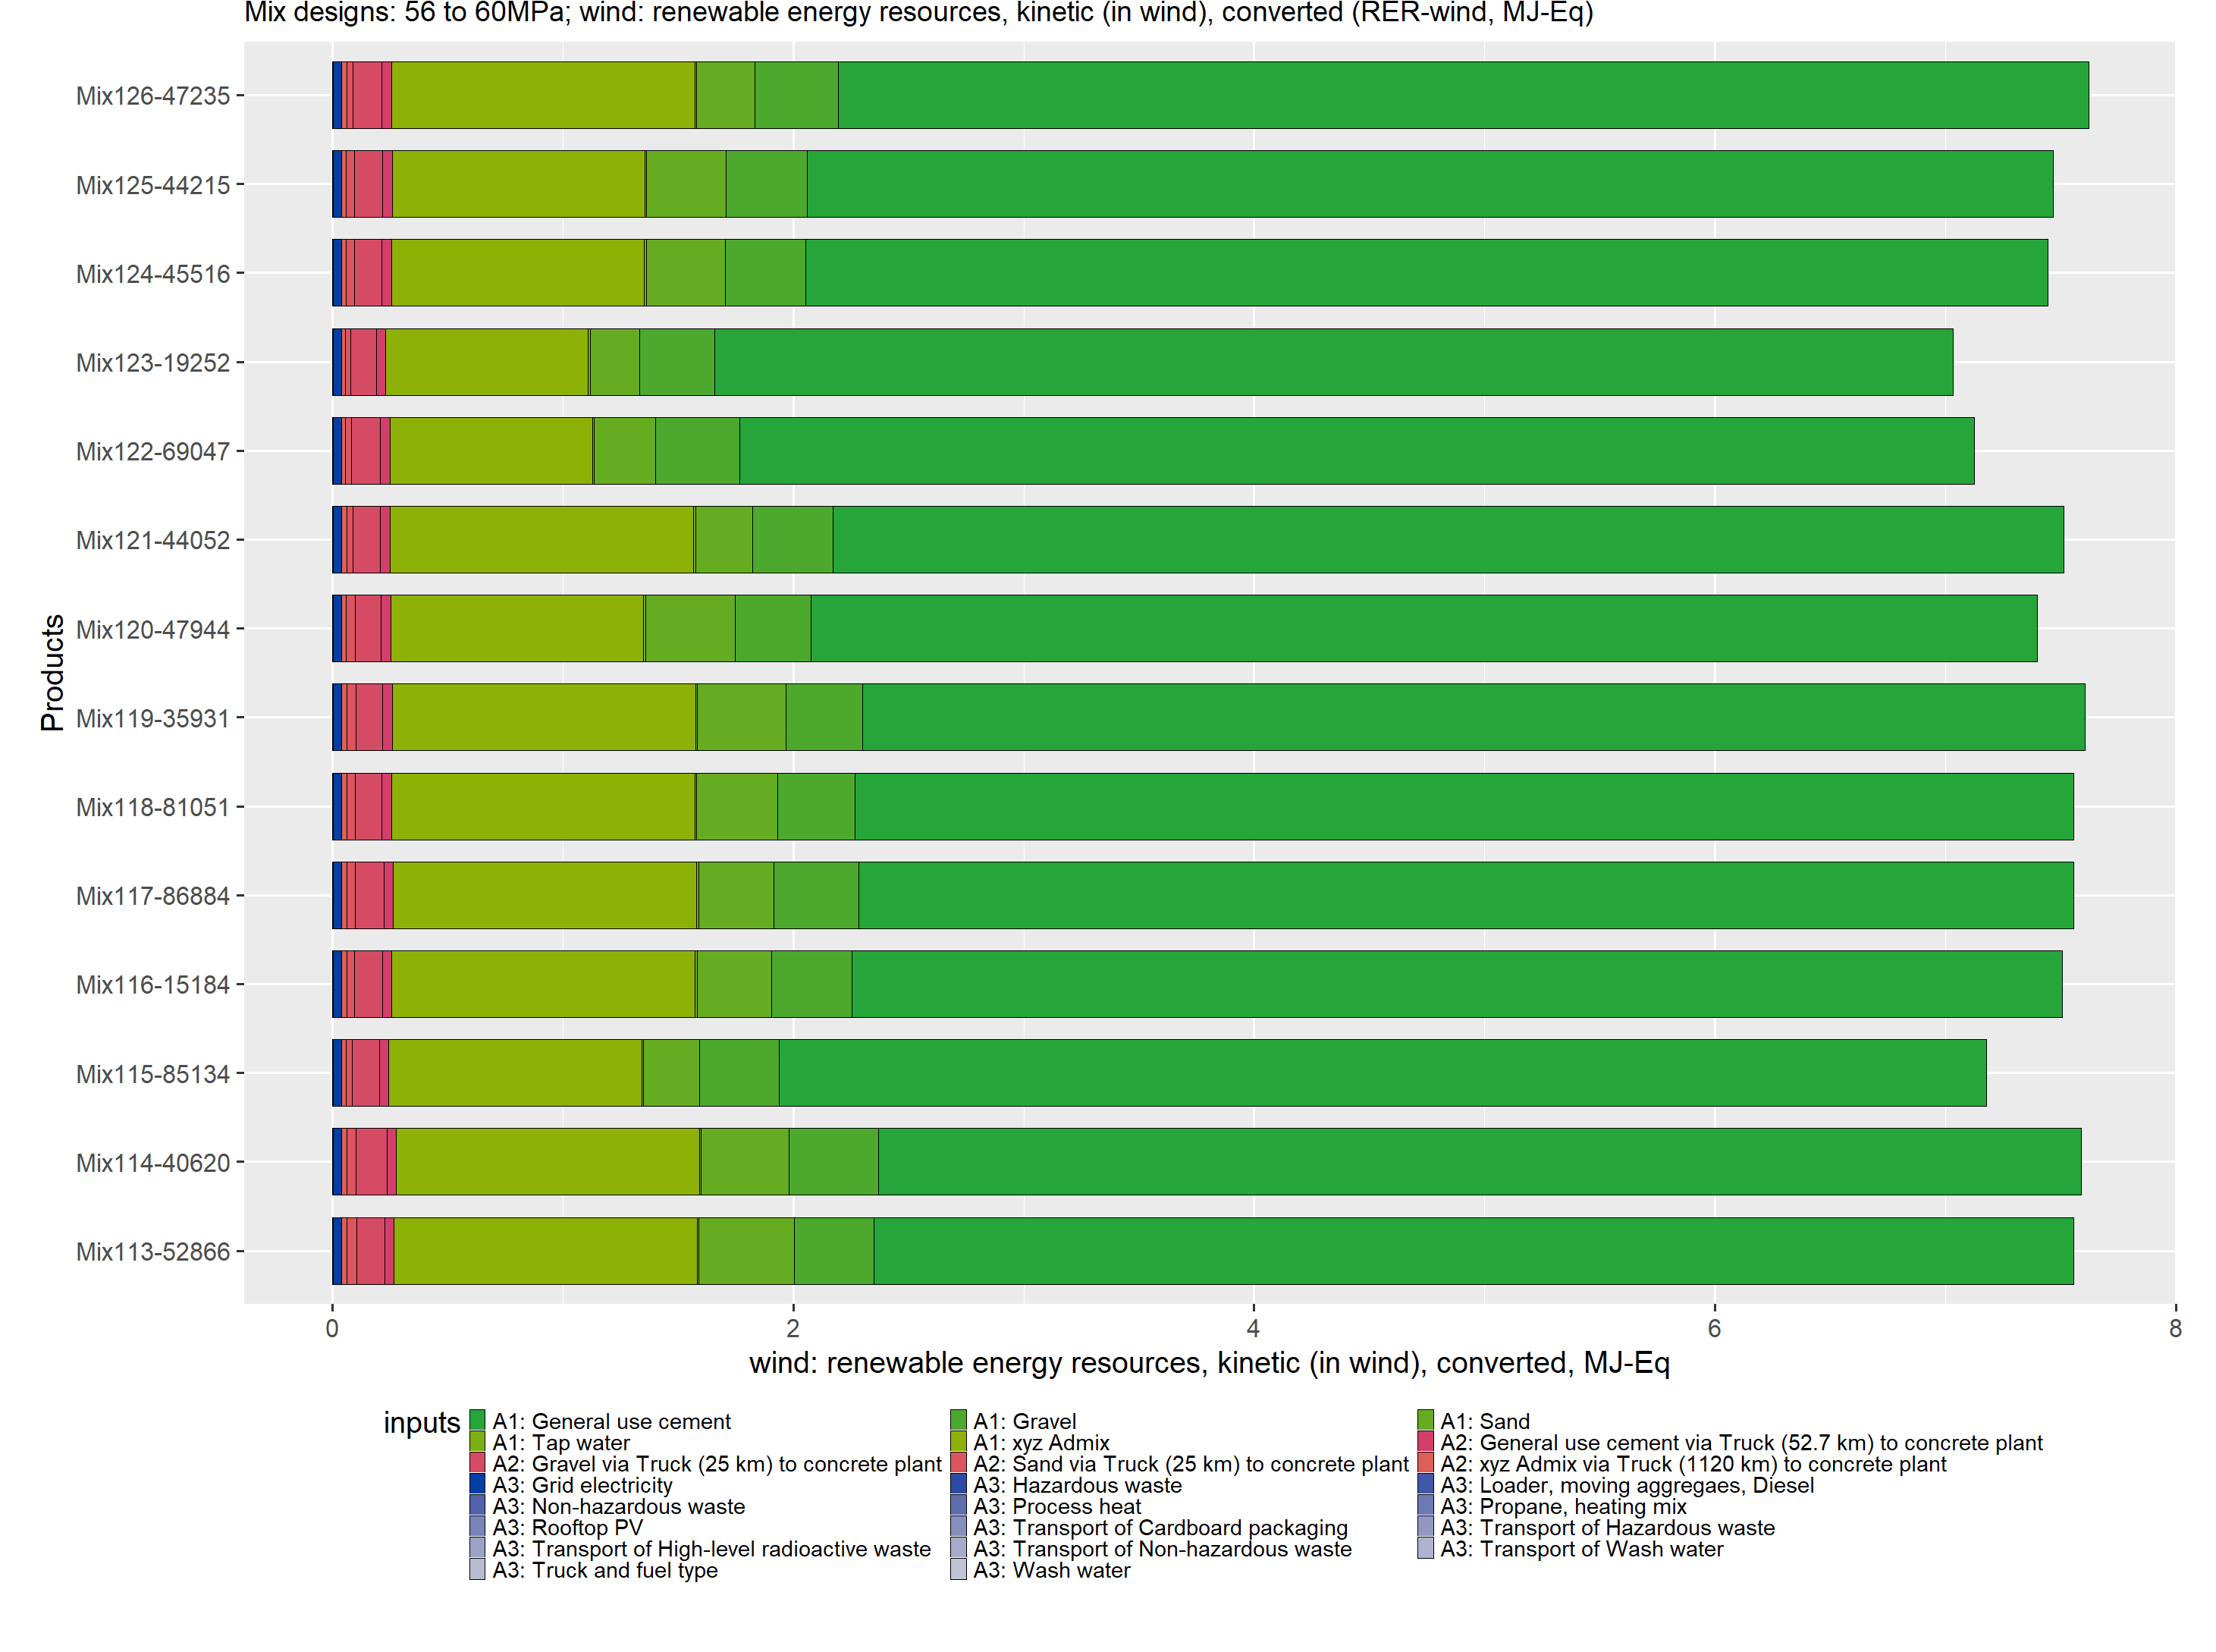 Mix designs: 56 to 60MPa; wind: renewable energy resources, kinetic (in wind), converted (RER-wind, MJ-Eq)
Mix126-47235
Mix125-44215
Mix124-45516
Mix123-19252
Mix122-69047
Mix121-44052
Mix120-47944
Mix119-35931
Mix118-81051
Mix117-86884
Mix116-15184
Mix115-85134
Mix114-40620
Mix113-52866
Products
0 2 4 6 8
wind: renewable energy resources, kinetic (in wind), converted, MJ-Eq
inputs
A1: General use cement A1: Gravel A1: Sand
A1: Tap water A1: xyz Admix A2: General use cement via Truck (52.7 km) to concrete plant
A2: Gravel via Truck (25 km) to concrete plant A2: Sand via Truck (25 km) to concrete plant A2: xyz Admix via Truck (1120 km) to concrete plant
A3: Grid electricity A3: Hazardous waste A3: Loader, moving aggregaes, Diesel
A3: Non-hazardous waste A3: Process heat A3: Propane, heating mix
A3: Rooftop PV A3: Transport of Cardboard packaging A3: Transport of Hazardous waste
A3: Transport of High-level radioactive waste A3: Transport of Non-hazardous waste A3: Transport of Wash water
A3: Truck and fuel type A3: Wash water